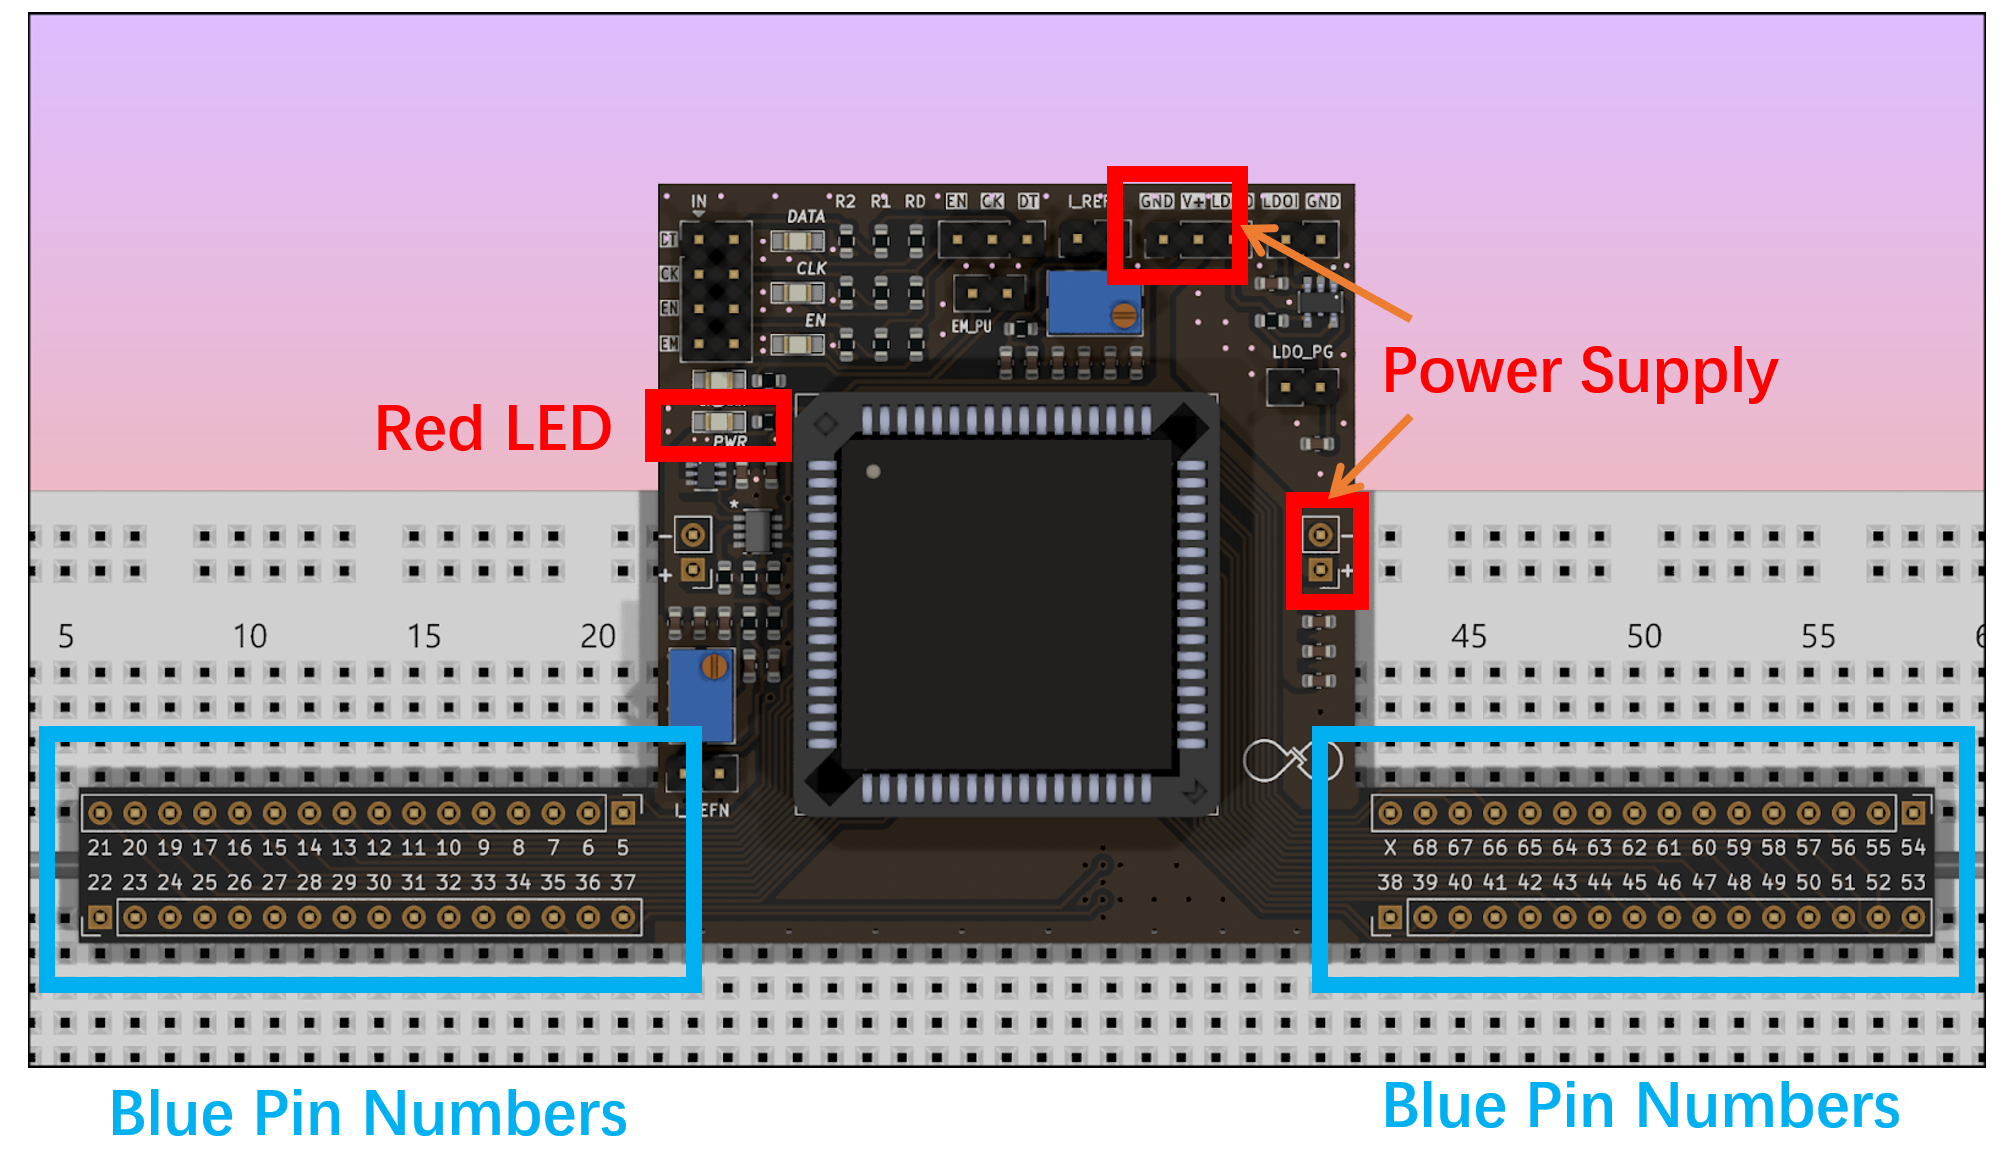 IN
DATA
R2 R1 RD EN CK DT I_REF GND V+ LDO LDOI GND
DT
CLK
CK
EN
EN
EM_PU
EM
LDO_PG
Power Supply
Red LED
PWR
*
- -
+ +
5 10 15 20 45 50 55
I_REFN
21 20 19 17 16 15 14 13 12 11 10 9 8 7 6 5
22 23 24 25 26 27 28 29 30 31 32 33 34 35 36 37
X 68 67 66 65 64 63 62 61 60 59 58 57 56 55 54
38 39 40 41 42 43 44 45 46 47 48 49 50 51 52 53
Blue Pin Numbers
Blue Pin Numbers